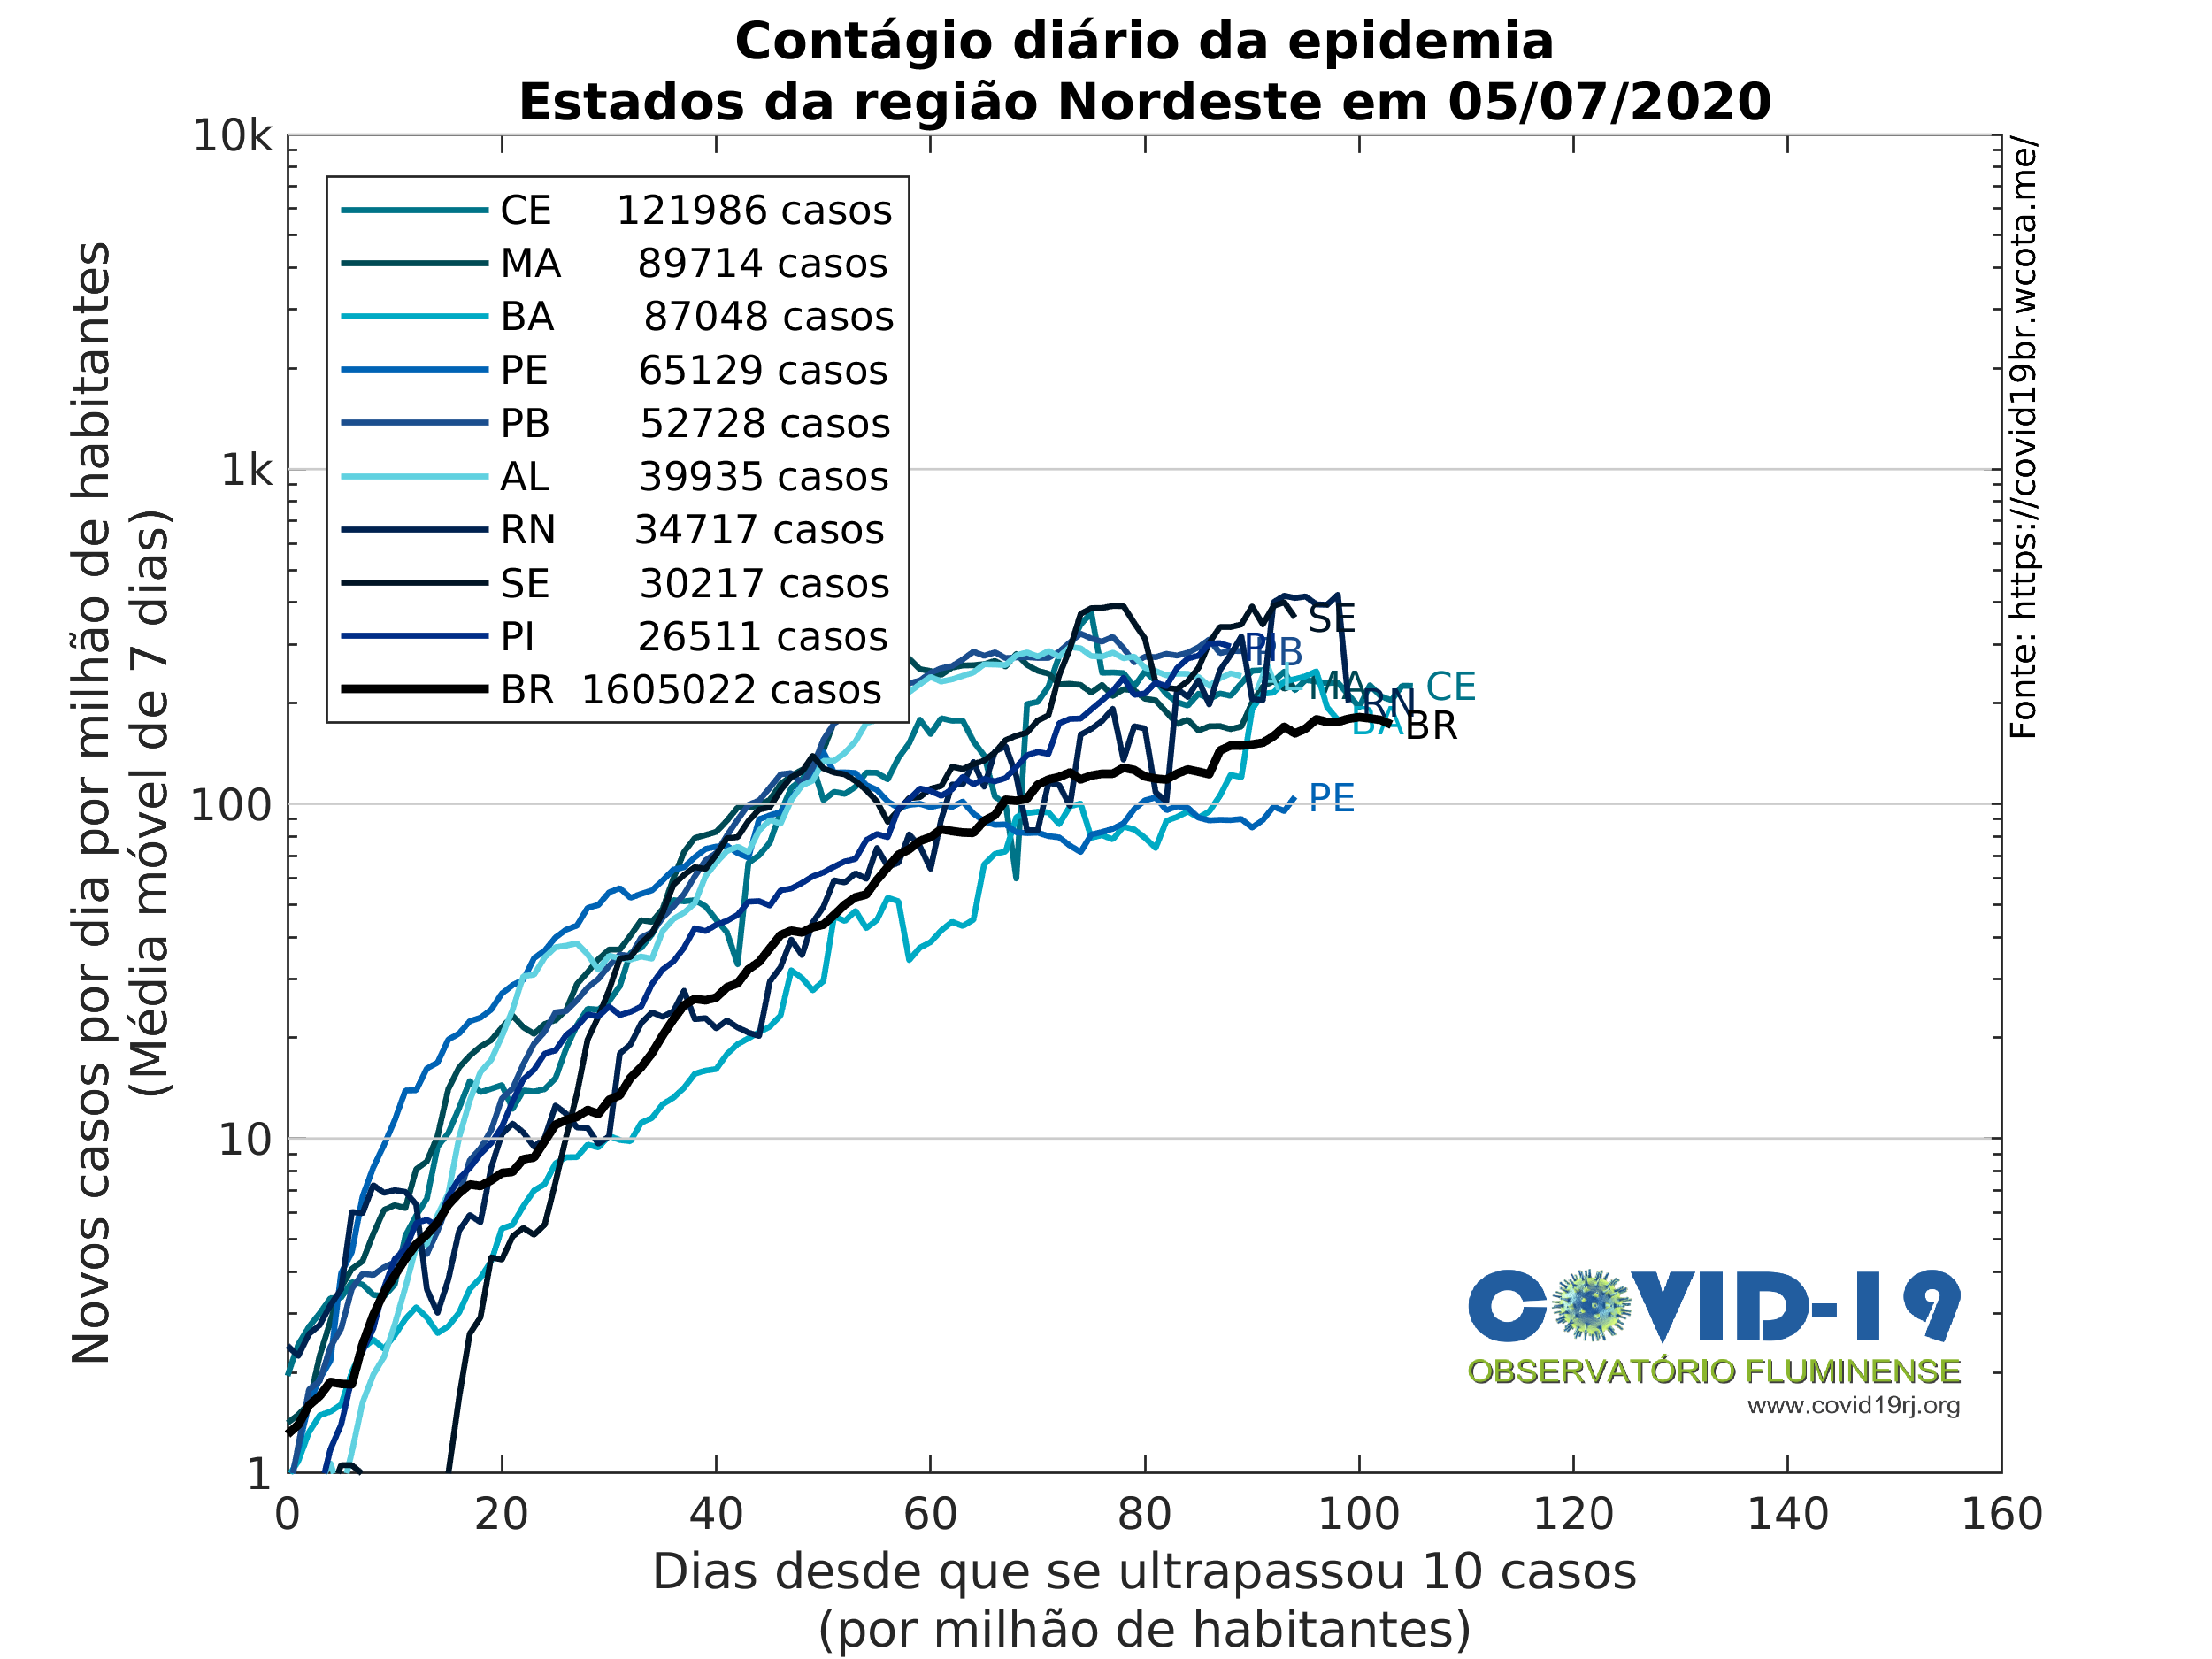 Contágio diário da epidemia
Estados da região Nordeste em 05/07/2020
Novos casos por dia por milhão de habitantes
(Média móvel de 7 dias)
10k
1k
100
10
1
CE 121986 casos
MA 89714 casos
BA 87048 casos
PE 65129 casos
PB 52728 casos
AL 39935 casos
RN 34717 casos
SE 30217 casos
PI 26511 casos
BR 1605022 casos
SE
PI
PB
AL
MA
CE
RN
BA
BR
PE
Fonte: https://covid19br.wcota.me/
COVID-19
OBSERVATÓRIO FLUMINENSE
www.covid19rj.org
0 20 40 60 80 100 120 140 160
Dias desde que se ultrapassou 10 casos
(por milhão de habitantes)